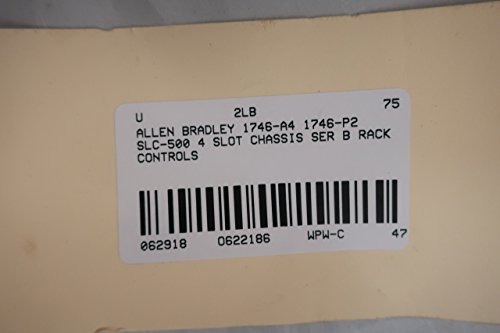 U 2LB 75
ALLEN BRADLEY 1746-A4 1746-P2
SLC-500 4 SLOT CHASSIS SER B RACK
CONTROLS
062918 0622186 WPW-C 47